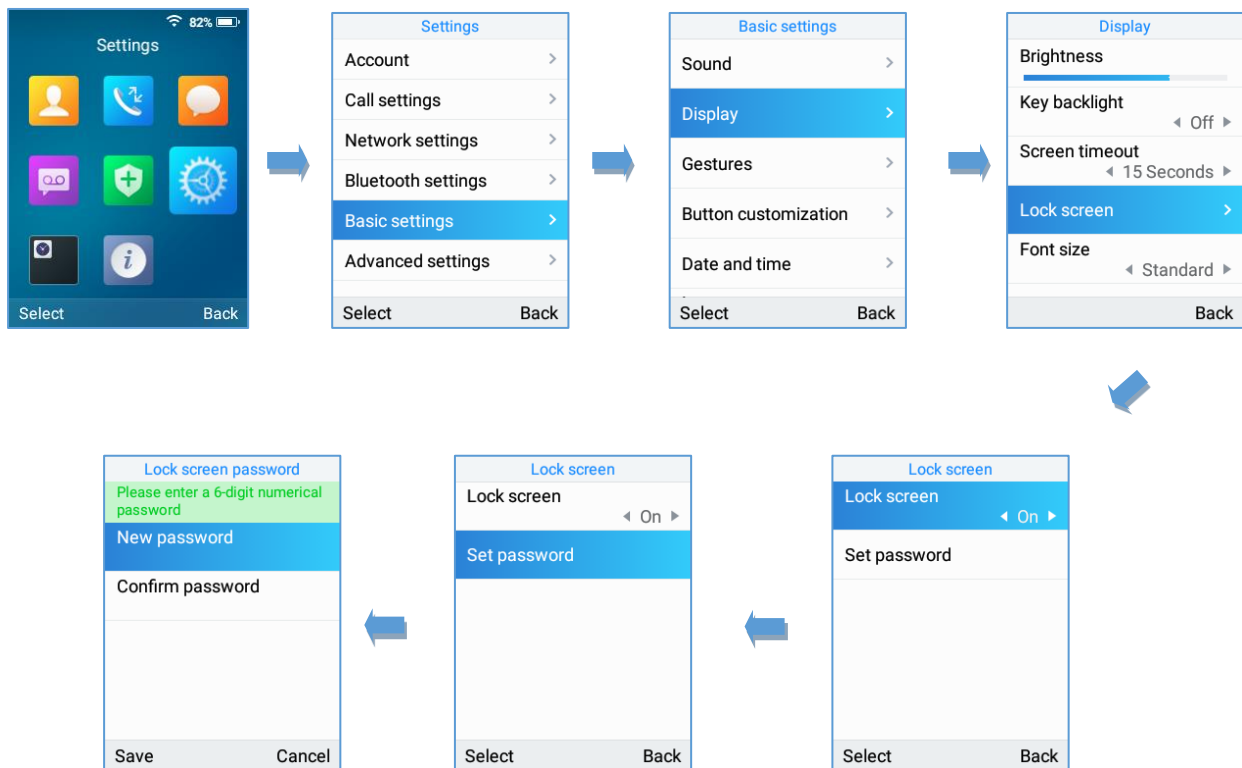 82%
Settings
Select Back
Settings
Account
Call settings
Network settings
Bluetooth settings
Basic settings
Advanced settings
Select Back
Basic settings
Sound
Display
Gestures
Button customization
Date and time
Select Back
Display
Brightness
Key backlight
Off
Screen timeout
15 Seconds
Lock screen
Font size
Standard
Back
Lock screen
Lock screen
On
Set password
Select Back
Lock screen
Lock screen
On
Set password
Select Back
Lock screen password
Please enter a 6-digit numerical
password
New password
Confirm password
Save Cancel